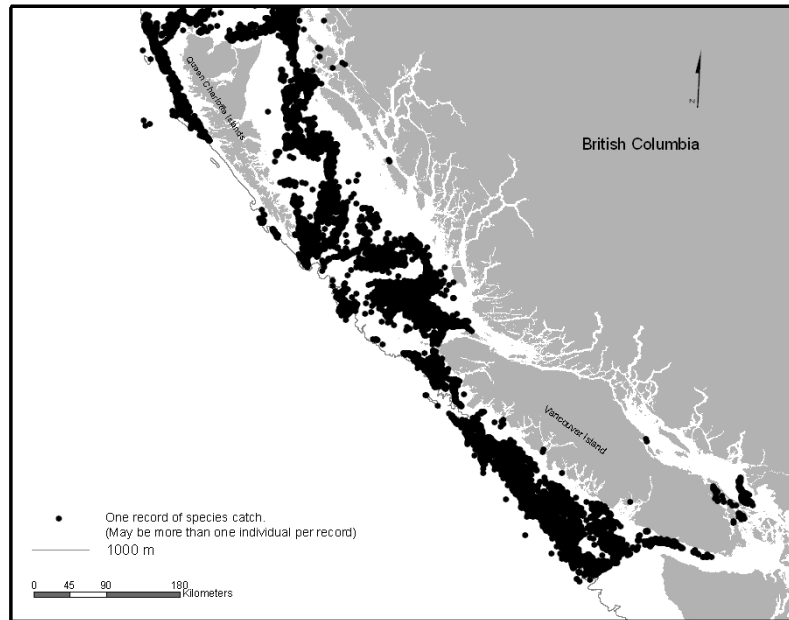 Queen Charlotte Islands
N
British Columbia
Vancouver Island
One record of species catch.
(May be more than one individual per record)
1000 m
0 45 90 180
Kilometers